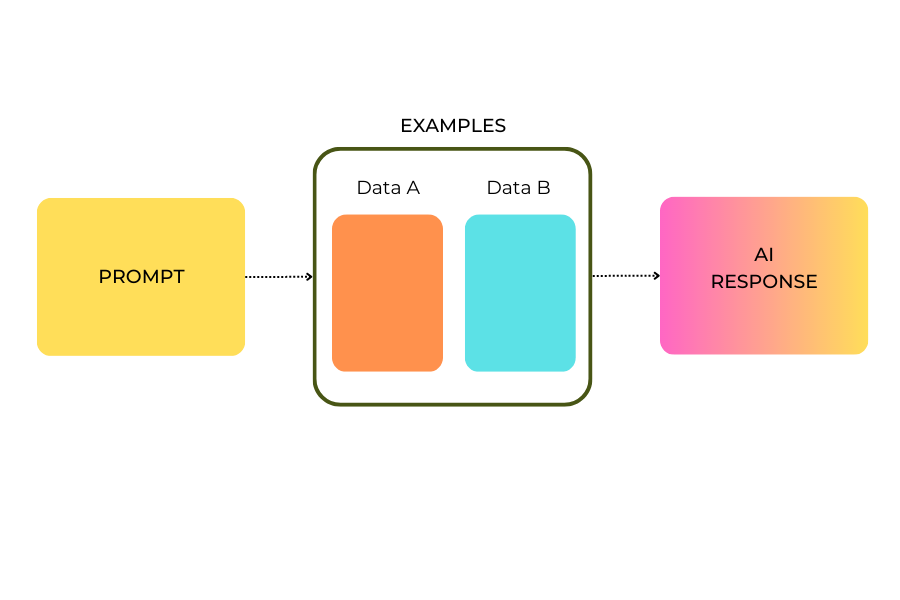 EXAMPLES
Data A
Data B
PROMPT
AI
RESPONSE